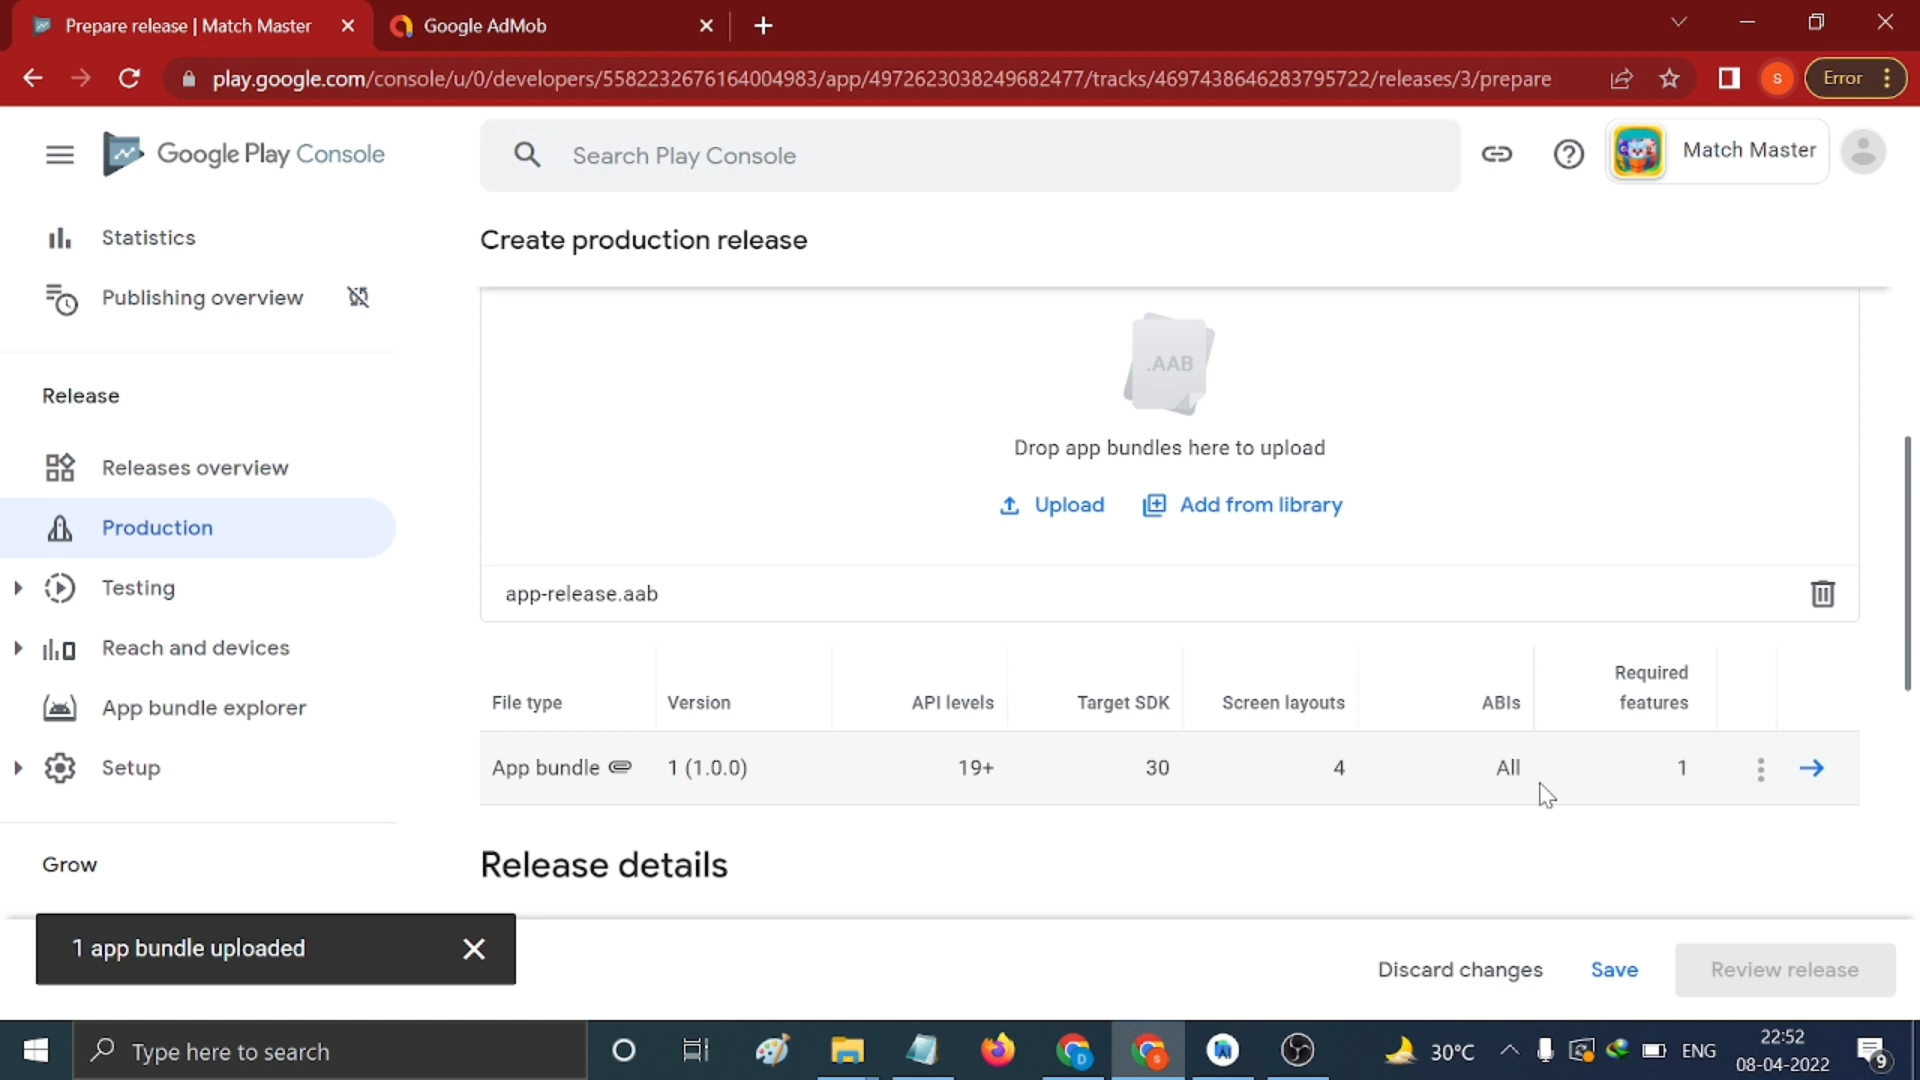 Prepare release | Match Master
Google AdMob
play.google.com/console/u/0/developers/5582232676164004983/app/4972623038249682477/tracks/4697438646283795722/releases/3/prepare
S
Error
Google Play Console
Search Play Console
Match Master
Statistics
Publishing overview
Release
Releases overview
Production
Testing
Reach and devices
App bundle explorer
Setup
Grow
1 app bundle uploaded
Create production release
.AAB
Drop app bundles here to upload
Upload
Add from library
app-release.aab
File type Version API levels Target SDK Screen layouts ABIs Required features
App bundle 1 (1.0.0) 19+ 30 4 All 1
Release details
Discard changes Save Review release
Type here to search
D
S
30°C
ENG
22:52
08-04-2022
9